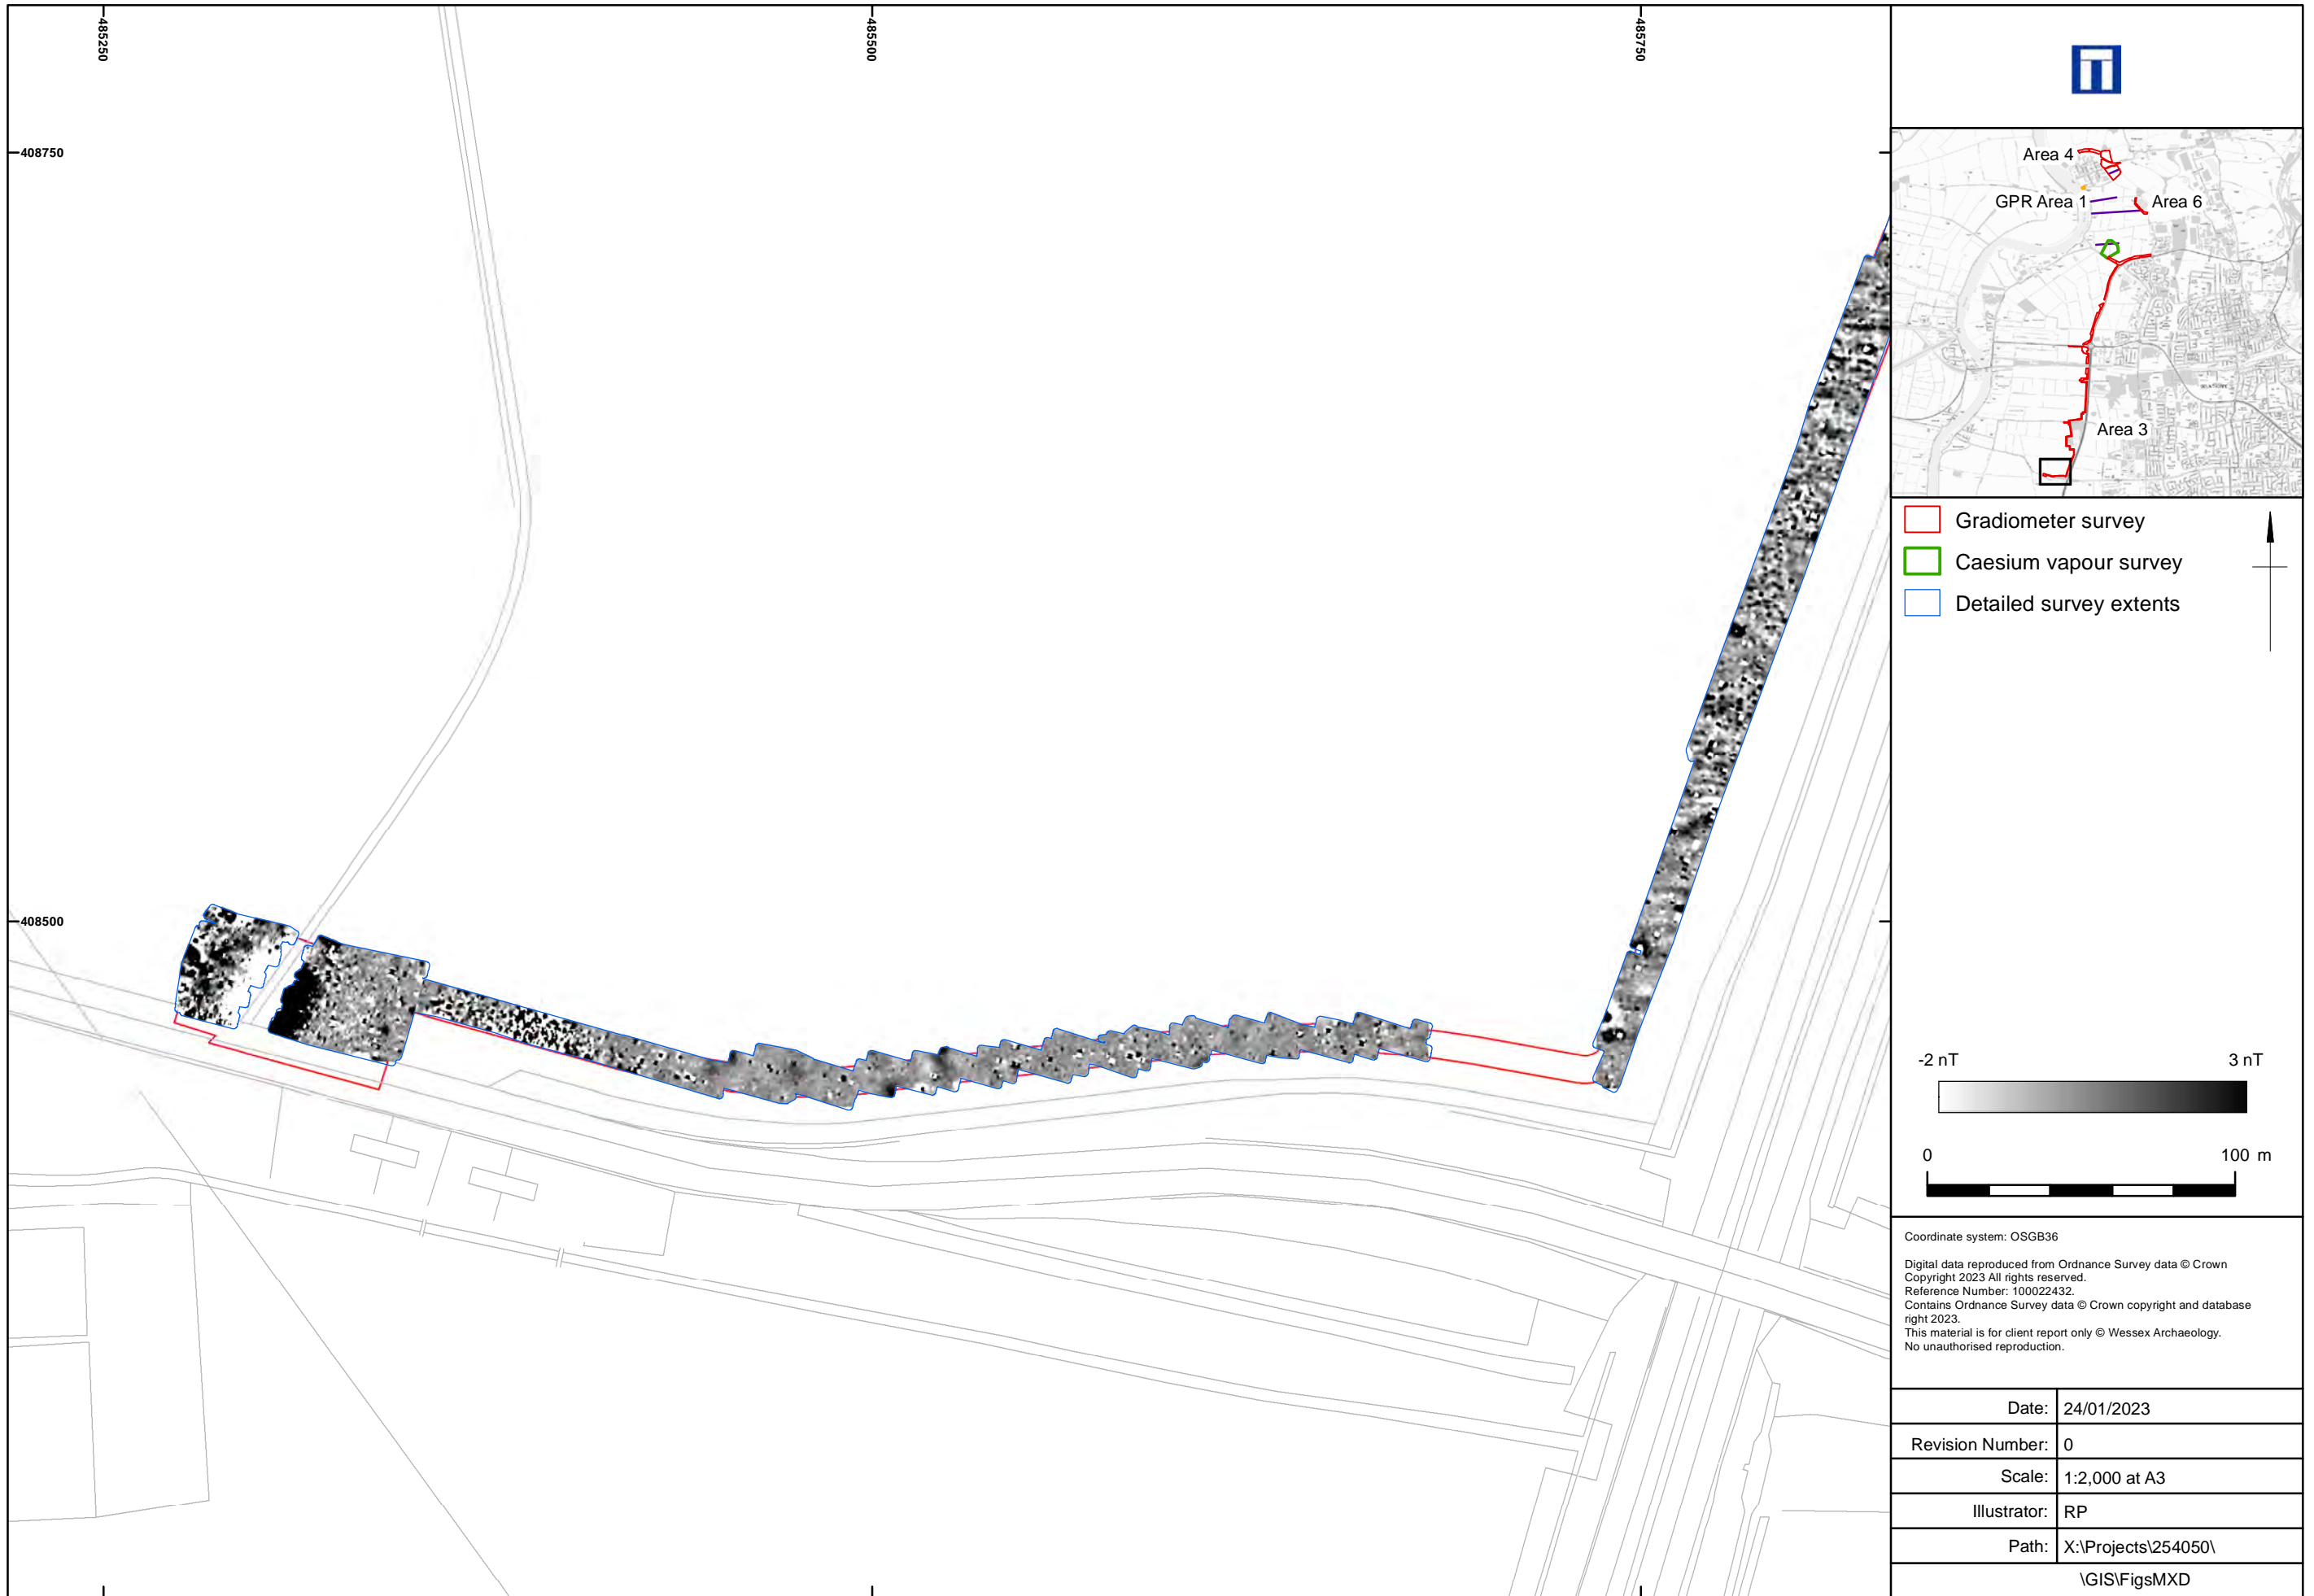 485250
485500
485750
408750
408500
Area 4
GPR Area 1
Area 6
Area 3
Gradiometer survey
Caesium vapour survey
Detailed survey extents
-2 nT
3 nT
0
100 m
Coordinate system: OSGB36
Digital data reproduced from Ordnance Survey data © Crown
Copyright 2023 All rights reserved.
Reference Number: 100022432.
Contains Ordnance Survey data © Crown copyright and database
right 2023.
This material is for client report only © Wessex Archaeology.
No unauthorised reproduction.
Date: 24/01/2023
Revision Number: 0
Scale: 1:2,000 at A3
Illustrator: RP
Path: X:\Projects\254050\
\GIS\FigsMXD